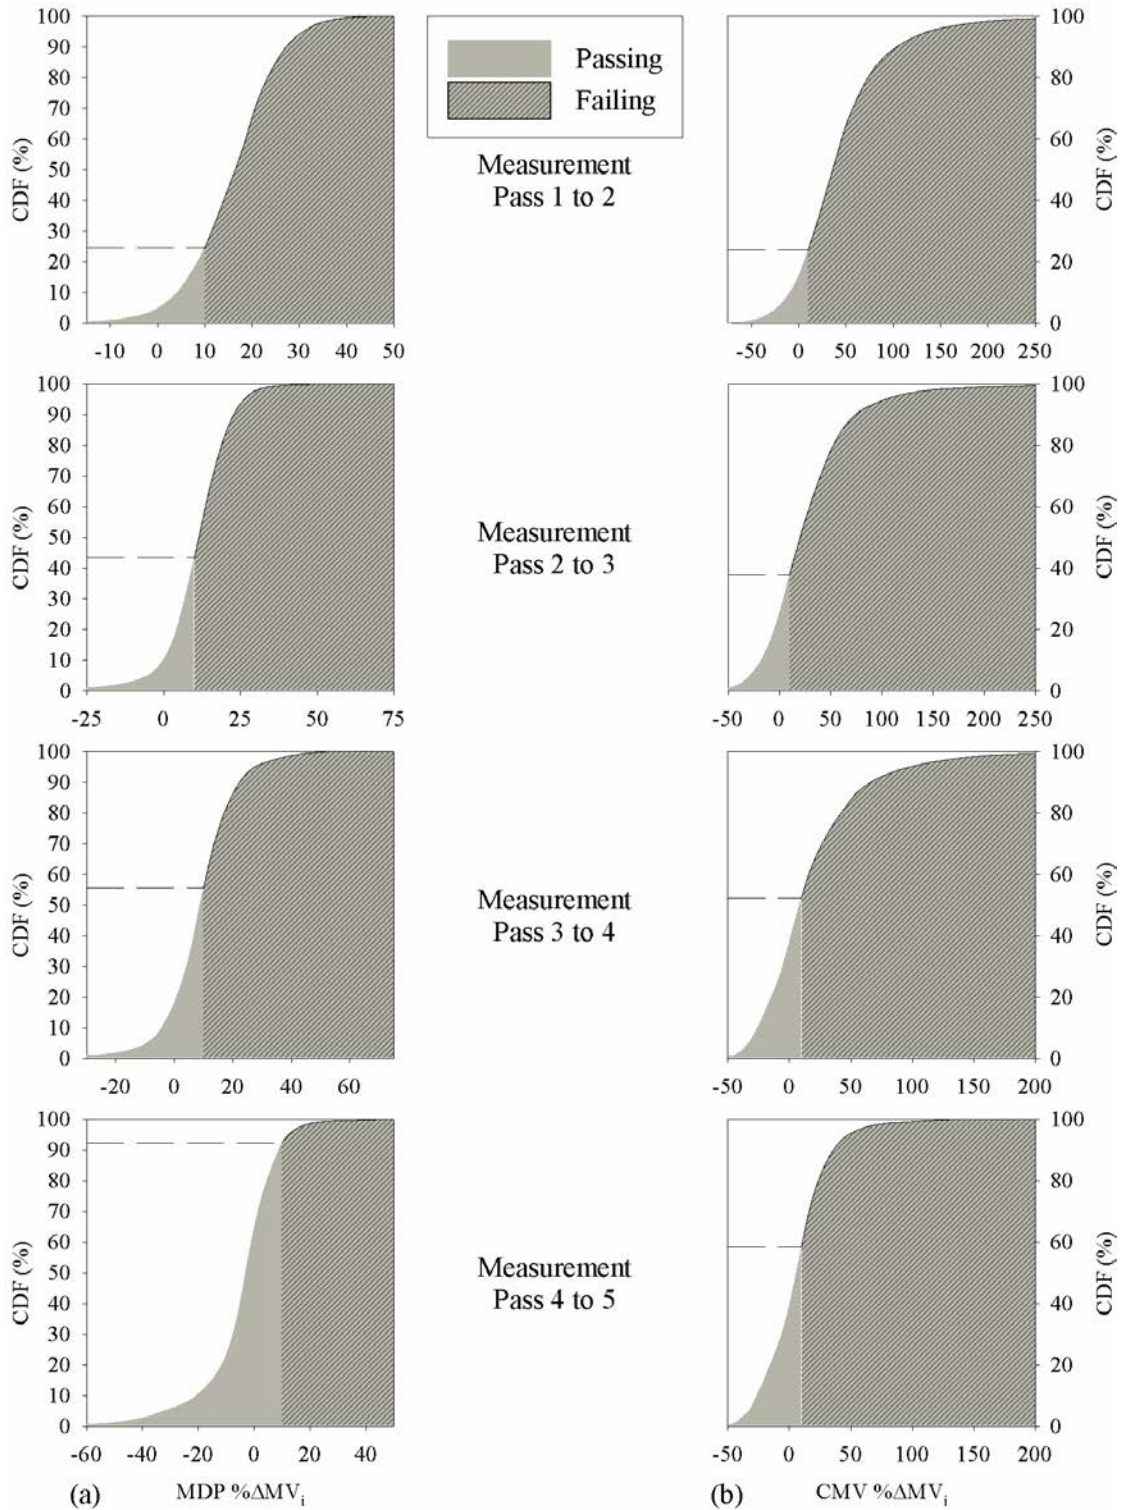 100
90
80
70
60
50
40
30
20
10
0
CDF (%)
-10 0 10 20 30 40 50
Passing
Failing
Measurement
Pass 1 to 2
100
80
60
40
20
0
CDF (%)
-50 0 50 100 150 200 250
100
90
80
70
60
50
40
30
20
10
0
CDF (%)
-25 0 25 50 75
Measurement
Pass 2 to 3
100
80
60
40
20
0
CDF (%)
-50 0 50 100 150 200 250
100
90
80
70
60
50
40
30
20
10
0
CDF (%)
-20 0 20 40 60
Measurement
Pass 3 to 4
100
80
60
40
20
0
CDF (%)
-50 0 50 100 150 200
100
90
80
70
60
50
40
30
20
10
0
CDF (%)
-60 -40 -20 0 20 40
Measurement
Pass 4 to 5
100
80
60
40
20
0
CDF (%)
-50 0 50 100 150 200
(a) MDP %ΔMVi
(b) CMV %ΔMVi